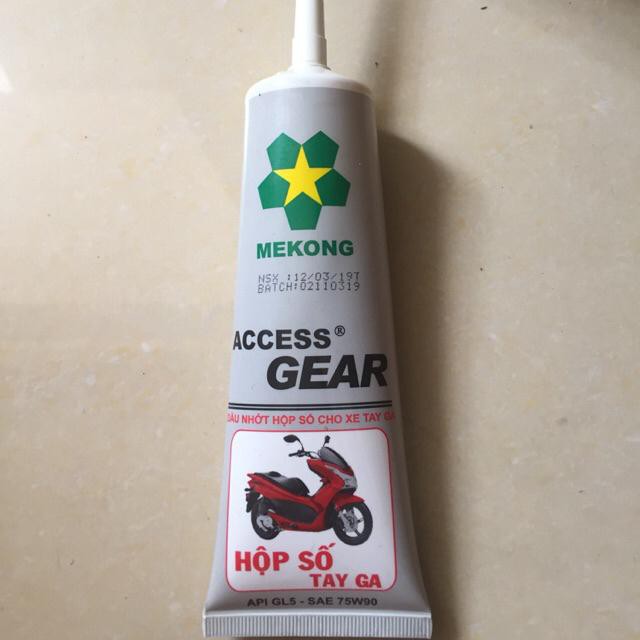 MEKONG
NSX :12/03/19T
BATCH:02110319
ACCESS®
GEAR
DẦU NHỚT HỘP SỐ CHO XE TAY GA
HỘP SỐ
TAY GA
API GL5 - SAE 75W90